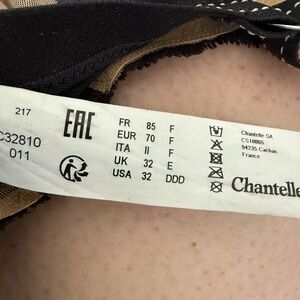 217
C32810
011
EAC
FR 85 F
EUR 70 F
ITA II F
UK 32 E
USA 32 DDD
Chantelle SA
CS10805
94235 Cachan
France
Chantelle